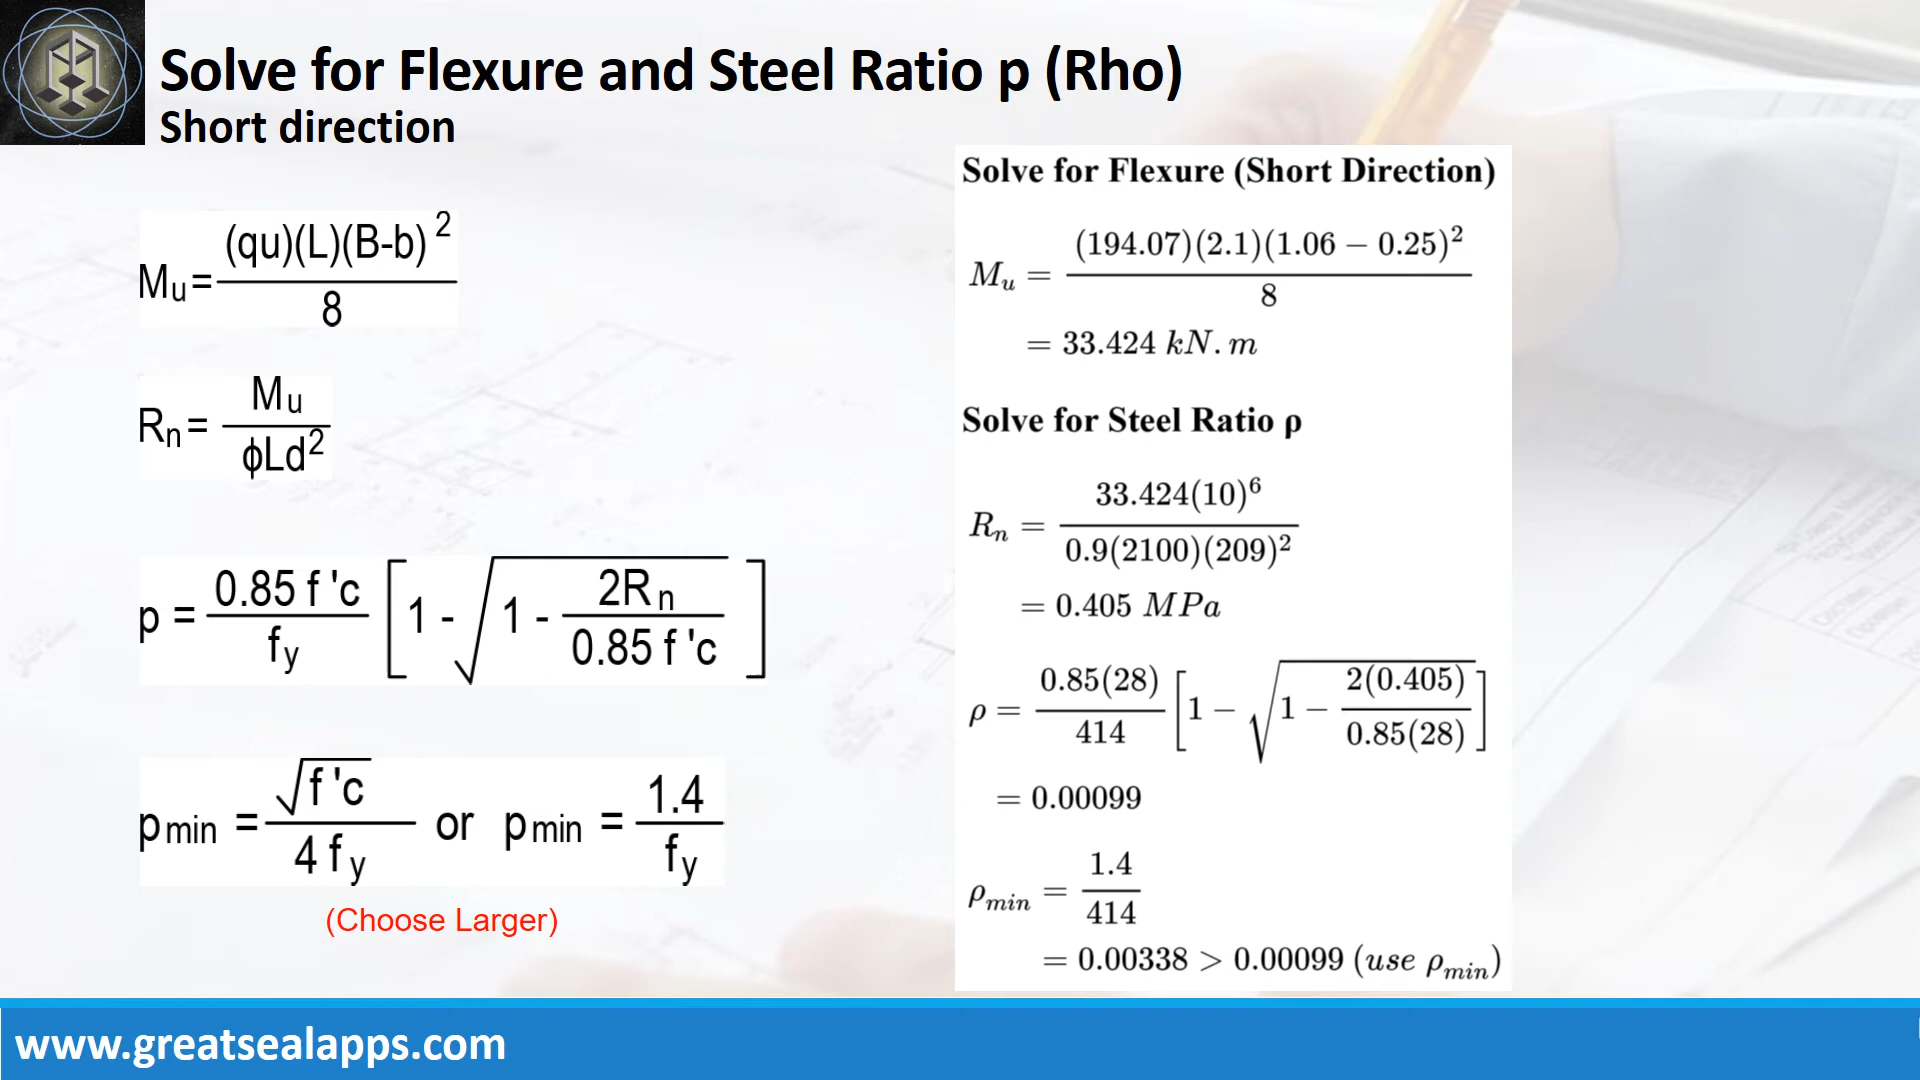 Solve for Flexure and Steel Ratio p (Rho)
Short direction
Mu = (qu)(L)(B-b)² / 8
Rn = Mu / ϕLd²
p = 0.85 f 'c / fy [1 - √(1 - 2Rn / 0.85 f 'c)]
pmin = √f 'c / 4 fy or pmin = 1.4 / fy
(Choose Larger)
Solve for Flexure (Short Direction)
Mu = (194.07)(2.1)(1.06 − 0.25)² / 8
= 33.424 kN.m
Solve for Steel Ratio ρ
Rn = 33.424(10)⁶ / 0.9(2100)(209)²
= 0.405 MPa
ρ = 0.85(28) / 414 [1 − √(1 − 2(0.405) / 0.85(28))]
= 0.00099
ρmin = 1.4 / 414
= 0.00338 > 0.00099 (use ρmin)
www.greatsealapps.com